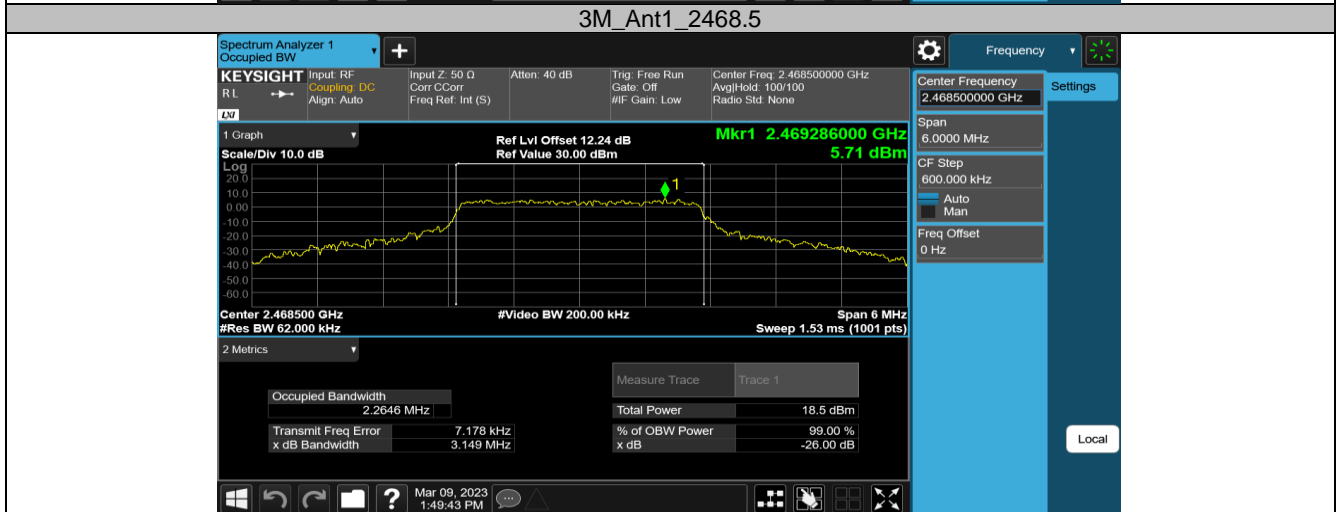 3M_Ant1_2468.5
Spectrum Analyzer 1
Occupied BW
+
Frequency
KEYSIGHT
R L
LXI
Input: RF
Coupling: DC
Align: Auto
Input Z: 50 Ω
Corr CCorr
Freq Ref: Int (S)
Atten: 40 dB
Trig: Free Run
Gate: Off
#IF Gain: Low
Center Freq: 2.468500000 GHz
Avg|Hold: 100/100
Radio Std: None
Center Frequency
2.468500000 GHz
Settings
Span
6.0000 MHz
CF Step
600.000 kHz
Auto
Man
Freq Offset
0 Hz
1 Graph
Scale/Div 10.0 dB
Ref Lvl Offset 12.24 dB
Ref Value 30.00 dBm
Mkr1 2.469286000 GHz
5.71 dBm
Log
20.0
10.0
0.00
-10.0
-20.0
-30.0
-40.0
-50.0
-60.0
1
Center 2.468500 GHz
#Res BW 62.000 kHz
#Video BW 200.00 kHz
Span 6 MHz
Sweep 1.53 ms (1001 pts)
2 Metrics
Measure Trace Trace 1
Occupied Bandwidth
2.2646 MHz
Total Power 18.5 dBm
Transmit Freq Error 7.178 kHz
% of OBW Power 99.00 %
x dB Bandwidth 3.149 MHz
x dB -26.00 dB
Local
?
Mar 09, 2023
1:49:43 PM